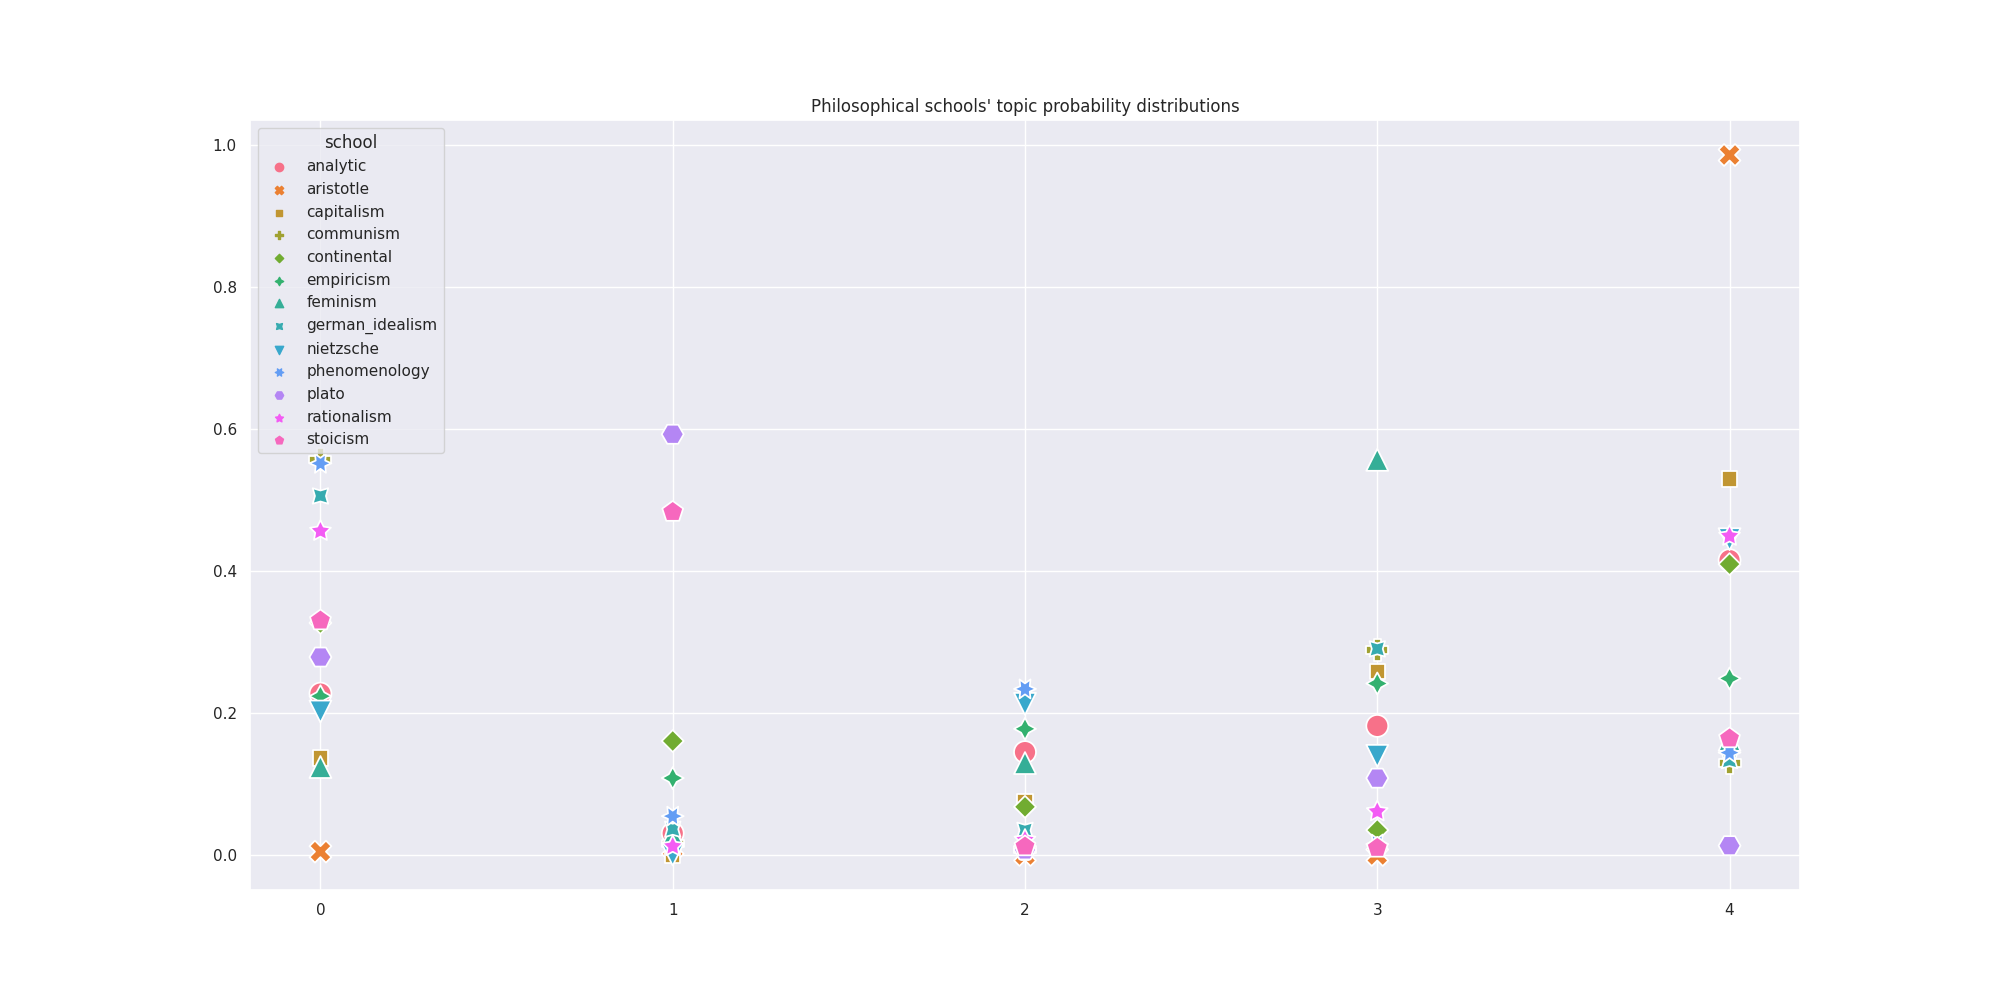 Philosophical schools' topic probability distributions
1.0
0.8
0.6
0.4
0.2
0.0
school
analytic
aristotle
capitalism
communism
continental
empiricism
feminism
german_idealism
nietzsche
phenomenology
plato
rationalism
stoicism
0 1 2 3 4